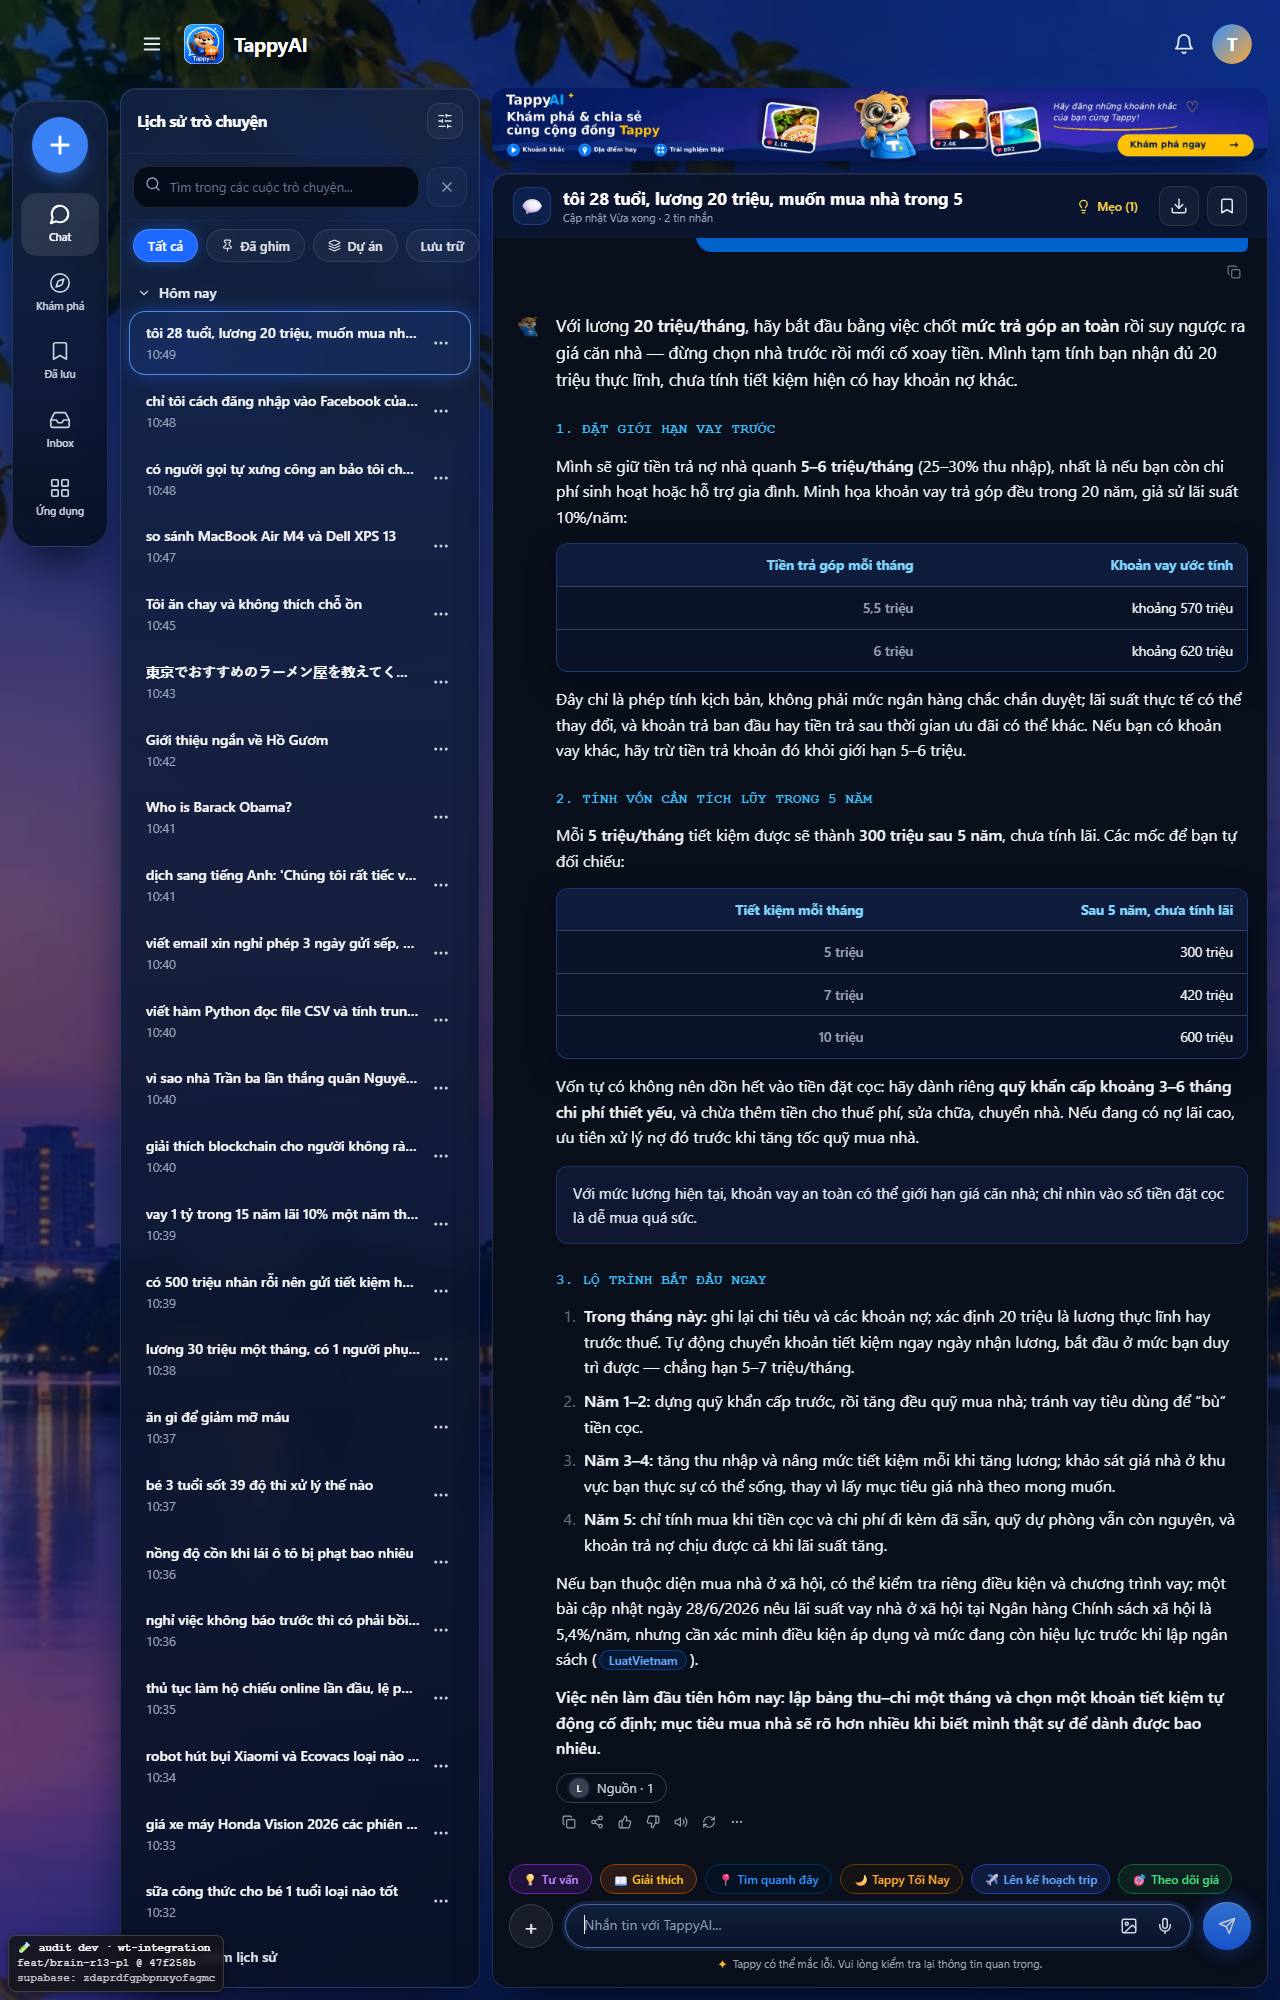 TappyAI
T
Lịch sử trò chuyện
Tìm trong các cuộc trò chuyện...
Tất cả
Đã ghim
Dự án
Lưu trữ
Chat
Khám phá
Đã lưu
Inbox
Ứng dụng
Hôm nay
tôi 28 tuổi, lương 20 triệu, muốn mua nh...
10:49
chỉ tôi cách đăng nhập vào Facebook của...
10:48
có người gọi tự xưng công an bảo tôi ch...
10:48
so sánh MacBook Air M4 và Dell XPS 13
10:47
Tôi ăn chay và không thích chỗ ồn
10:45
東京でおすすめのラーメン屋を教えてく...
10:43
Giới thiệu ngắn về Hồ Gươm
10:42
Who is Barack Obama?
10:41
dịch sang tiếng Anh: 'Chúng tôi rất tiếc v...
10:41
viết email xin nghỉ phép 3 ngày gửi sếp, ...
10:40
viết hàm Python đọc file CSV và tính trun...
10:40
vì sao nhà Trần ba lần thắng quân Nguyê...
10:40
giải thích blockchain cho người không rà...
10:40
vay 1 tỷ trong 15 năm lãi 10% một năm th...
10:39
có 500 triệu nhàn rỗi nên gửi tiết kiệm h...
10:39
lương 30 triệu một tháng, có 1 người phụ...
10:38
ăn gì để giảm mỡ máu
10:37
bé 3 tuổi sốt 39 độ thì xử lý thế nào
10:37
nồng độ cồn khi lái ô tô bị phạt bao nhiêu
10:36
nghỉ việc không báo trước thì có phải bồi...
10:36
thủ tục làm hộ chiếu online lần đầu, lệ p...
10:35
robot hút bụi Xiaomi và Ecovacs loại nào ...
10:34
giá xe máy Honda Vision 2026 các phiên ...
10:33
sữa công thức cho bé 1 tuổi loại nào tốt
10:32
lịch sử
audit dev · wt-integration
feat/brain-r13-p1 @ 47f258b
supabase: zdaprdfgpbpnxyofagmc
TappyAI
Khám phá & chia sẻ
cùng cộng đồng Tappy
Khoảnh khắc
Địa điểm hay
Trải nghiệm thật
1.1K
2.4K
892
Hãy đăng những khoảnh khắc
của bạn cùng Tappy!
Khám phá ngay →
tôi 28 tuổi, lương 20 triệu, muốn mua nhà trong 5
Cập nhật Vừa xong · 2 tin nhắn
Mẹo (1)
Với lương 20 triệu/tháng, hãy bắt đầu bằng việc chốt mức trả góp an toàn rồi suy ngược ra
giá căn nhà — đừng chọn nhà trước rồi mới cố xoay tiền. Mình tạm tính bạn nhận đủ 20
triệu thực lĩnh, chưa tính tiết kiệm hiện có hay khoản nợ khác.
1. ĐẶT GIỚI HẠN VAY TRƯỚC
Mình sẽ giữ tiền trả nợ nhà quanh 5–6 triệu/tháng (25–30% thu nhập), nhất là nếu bạn còn chi
phí sinh hoạt hoặc hỗ trợ gia đình. Minh họa khoản vay trả góp đều trong 20 năm, giả sử lãi suất
10%/năm:
Tiền trả góp mỗi tháng Khoản vay ước tính
5,5 triệu khoảng 570 triệu
6 triệu khoảng 620 triệu
Đây chỉ là phép tính kịch bản, không phải mức ngân hàng chắc chắn duyệt; lãi suất thực tế có thể
thay đổi, và khoản trả ban đầu hay tiền trả sau thời gian ưu đãi có thể khác. Nếu bạn có khoản
vay khác, hãy trừ tiền trả khoản đó khỏi giới hạn 5–6 triệu.
2. TÍNH VỐN CẦN TÍCH LŨY TRONG 5 NĂM
Mỗi 5 triệu/tháng tiết kiệm được sẽ thành 300 triệu sau 5 năm, chưa tính lãi. Các mốc để bạn tự
đối chiếu:
Tiết kiệm mỗi tháng Sau 5 năm, chưa tính lãi
5 triệu 300 triệu
7 triệu 420 triệu
10 triệu 600 triệu
Vốn tự có không nên dồn hết vào tiền đặt cọc: hãy dành riêng quỹ khẩn cấp khoảng 3–6 tháng
chi phí thiết yếu, và chừa thêm tiền cho thuế phí, sửa chữa, chuyển nhà. Nếu đang có nợ lãi cao,
ưu tiên xử lý nợ đó trước khi tăng tốc quỹ mua nhà.
Với mức lương hiện tại, khoản vay an toàn có thể giới hạn giá căn nhà; chỉ nhìn vào số tiền đặt cọc
là dễ mua quá sức.
3. LỘ TRÌNH BẮT ĐẦU NGAY
1. Trong tháng này: ghi lại chi tiêu và các khoản nợ; xác định 20 triệu là lương thực lĩnh hay
trước thuế. Tự động chuyển khoản tiết kiệm ngay ngày nhận lương, bắt đầu ở mức bạn duy
trì được — chẳng hạn 5–7 triệu/tháng.
2. Năm 1–2: dựng quỹ khẩn cấp trước, rồi tăng đều quỹ mua nhà; tránh vay tiêu dùng để “bù”
tiền cọc.
3. Năm 3–4: tăng thu nhập và nâng mức tiết kiệm mỗi khi tăng lương; khảo sát giá nhà ở khu
vực bạn thực sự có thể sống, thay vì lấy mục tiêu giá nhà theo mong muốn.
4. Năm 5: chỉ tính mua khi tiền cọc và chi phí đi kèm đã sẵn, quỹ dự phòng vẫn còn nguyên, và
khoản trả nợ chịu được cả khi lãi suất tăng.
Nếu bạn thuộc diện mua nhà ở xã hội, có thể kiểm tra riêng điều kiện và chương trình vay; một
bài cập nhật ngày 28/6/2026 nêu lãi suất vay nhà ở xã hội tại Ngân hàng Chính sách xã hội là
5,4%/năm, nhưng cần xác minh điều kiện áp dụng và mức đang còn hiệu lực trước khi lập ngân
sách ( LuatVietnam ).
Việc nên làm đầu tiên hôm nay: lập bảng thu–chi một tháng và chọn một khoản tiết kiệm tự
động cố định; mục tiêu mua nhà sẽ rõ hơn nhiều khi biết mình thật sự để dành được bao
nhiêu.
L Nguồn · 1
Tư vấn
Giải thích
Tìm quanh đây
Tappy Tối Nay
Lên kế hoạch trip
Theo dõi giá
Nhắn tin với TappyAI...
Tappy có thể mắc lỗi. Vui lòng kiểm tra lại thông tin quan trọng.